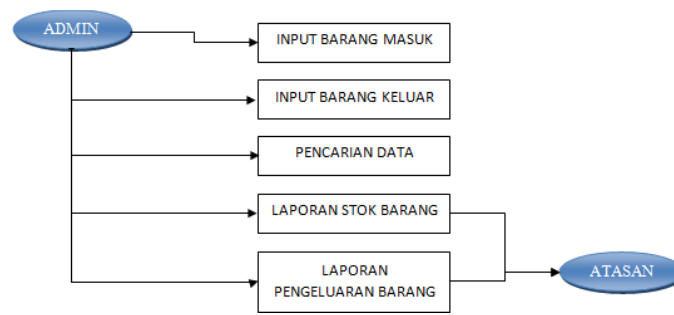 ADMIN
INPUT BARANG MASUK
INPUT BARANG KELUAR
PENCARIAN DATA
LAPORAN STOK BARANG
LAPORAN
PENGELUARAN BARANG
ATASAN